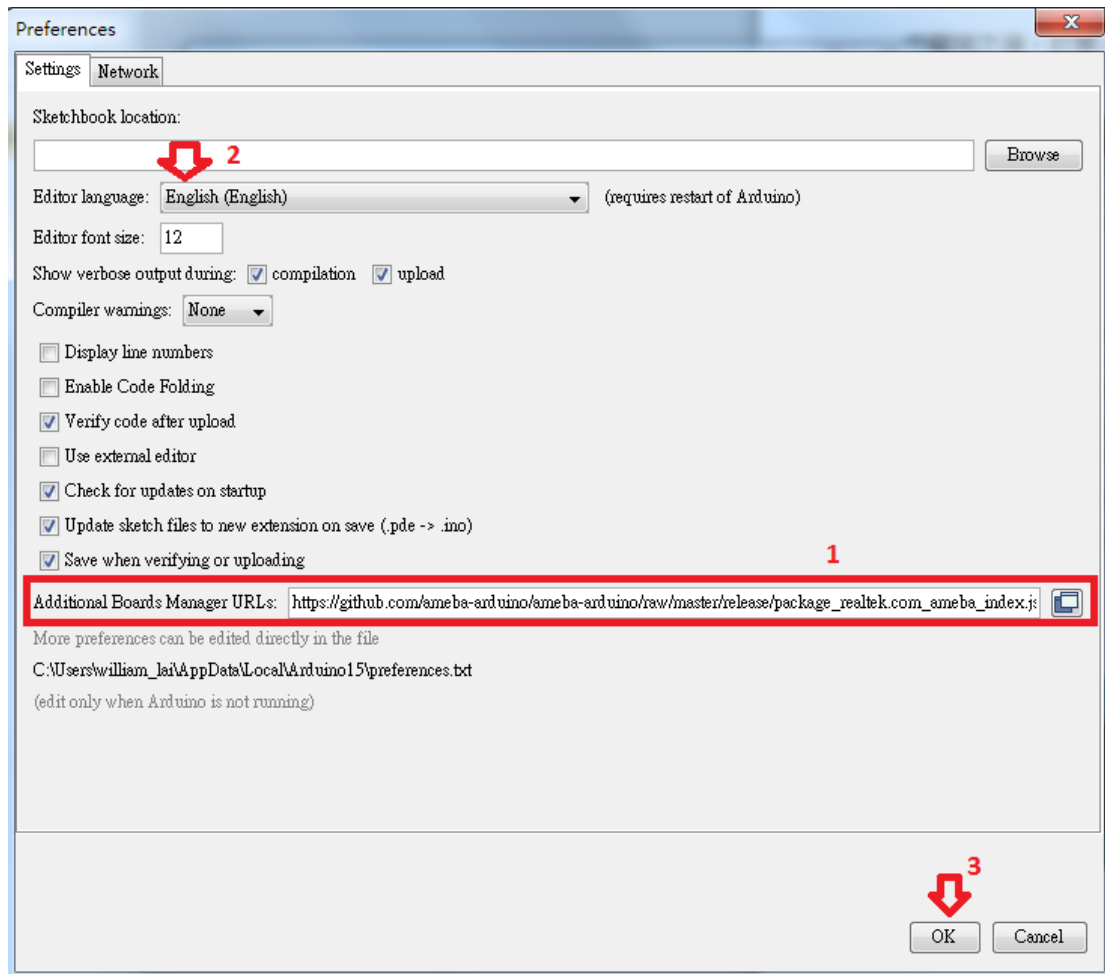 Preferences
Settings Network
Sketchbook location:
Browse
2
Editor language: English (English) (requires restart of Arduino)
Editor font size: 12
Show verbose output during: compilation upload
Compiler warnings: None
Display line numbers
Enable Code Folding
Verify code after upload
Use external editor
Check for updates on startup
Update sketch files to new extension on save (.pde -> .ino)
Save when verifying or uploading
1
Additional Boards Manager URLs: https://github.com/ameba-arduino/ameba-arduino/raw/master/release/package_realtek.com_ameba_index.js
More preferences can be edited directly in the file
C:\Users\william_lai\AppData\Local\Arduino15\preferences.txt
(edit only when Arduino is not running)
3
OK Cancel